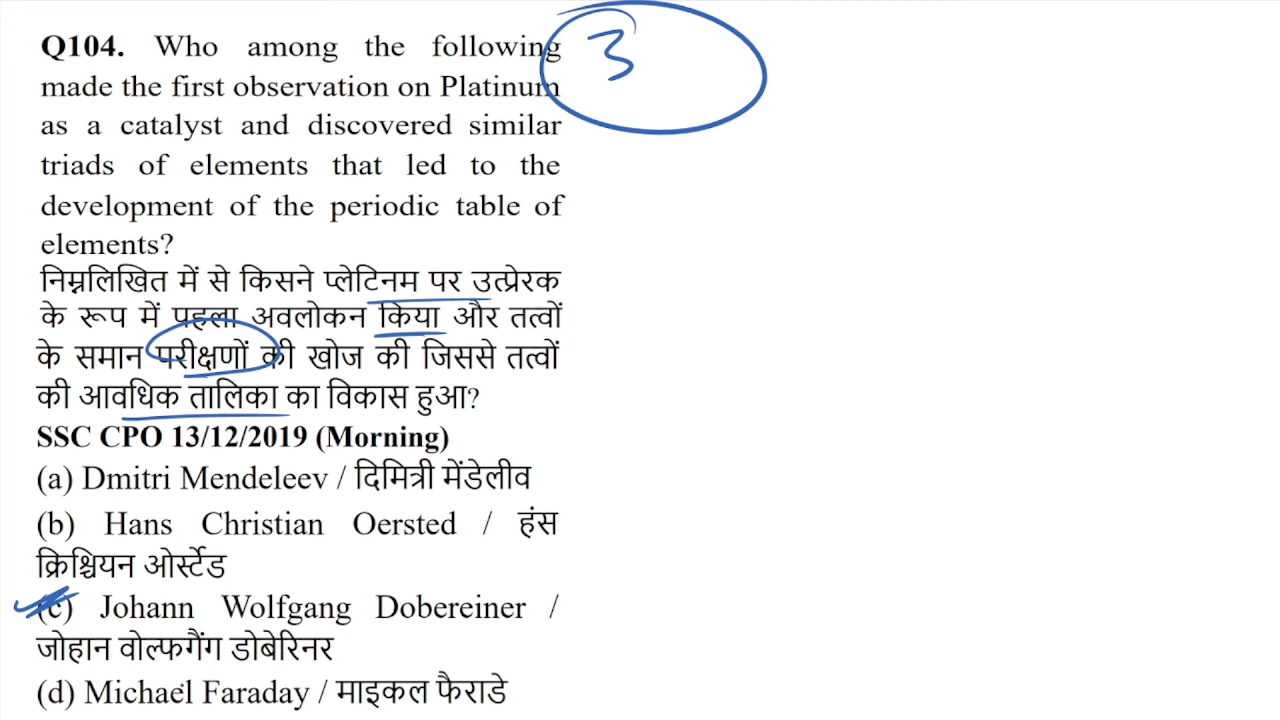 Q104. Who among the following
made the first observation on Platinum
as a catalyst and discovered similar
triads of elements that led to the
development of the periodic table of
elements?
निम्नलिखित में से किसने प्लेटिनम पर उत्प्रेरक
के रूप में पहला अवलोकन किया और तत्वों
के समान परीक्षणों की खोज की जिससे तत्वों
की आवधिक तालिका का विकास हुआ?
SSC CPO 13/12/2019 (Morning)
(a) Dmitri Mendeleev / दिमित्री मेंडेलीव
(b) Hans Christian Oersted / हंस
क्रिश्चियन ओर्स्टेड
(c) Johann Wolfgang Dobereiner /
जोहान वोल्फगैंग डोबेरिनर
(d) Michael Faraday / माइकल फैराडे
3